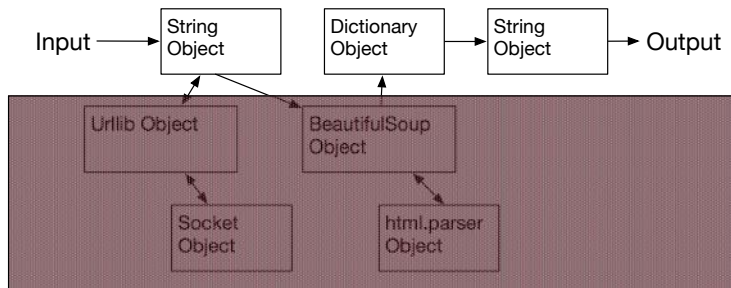 Input
String
Object
Dictionary
Object
String
Object
Output
Urllib Object
BeautifulSoup
Object
Socket
Object
html.parser
Object